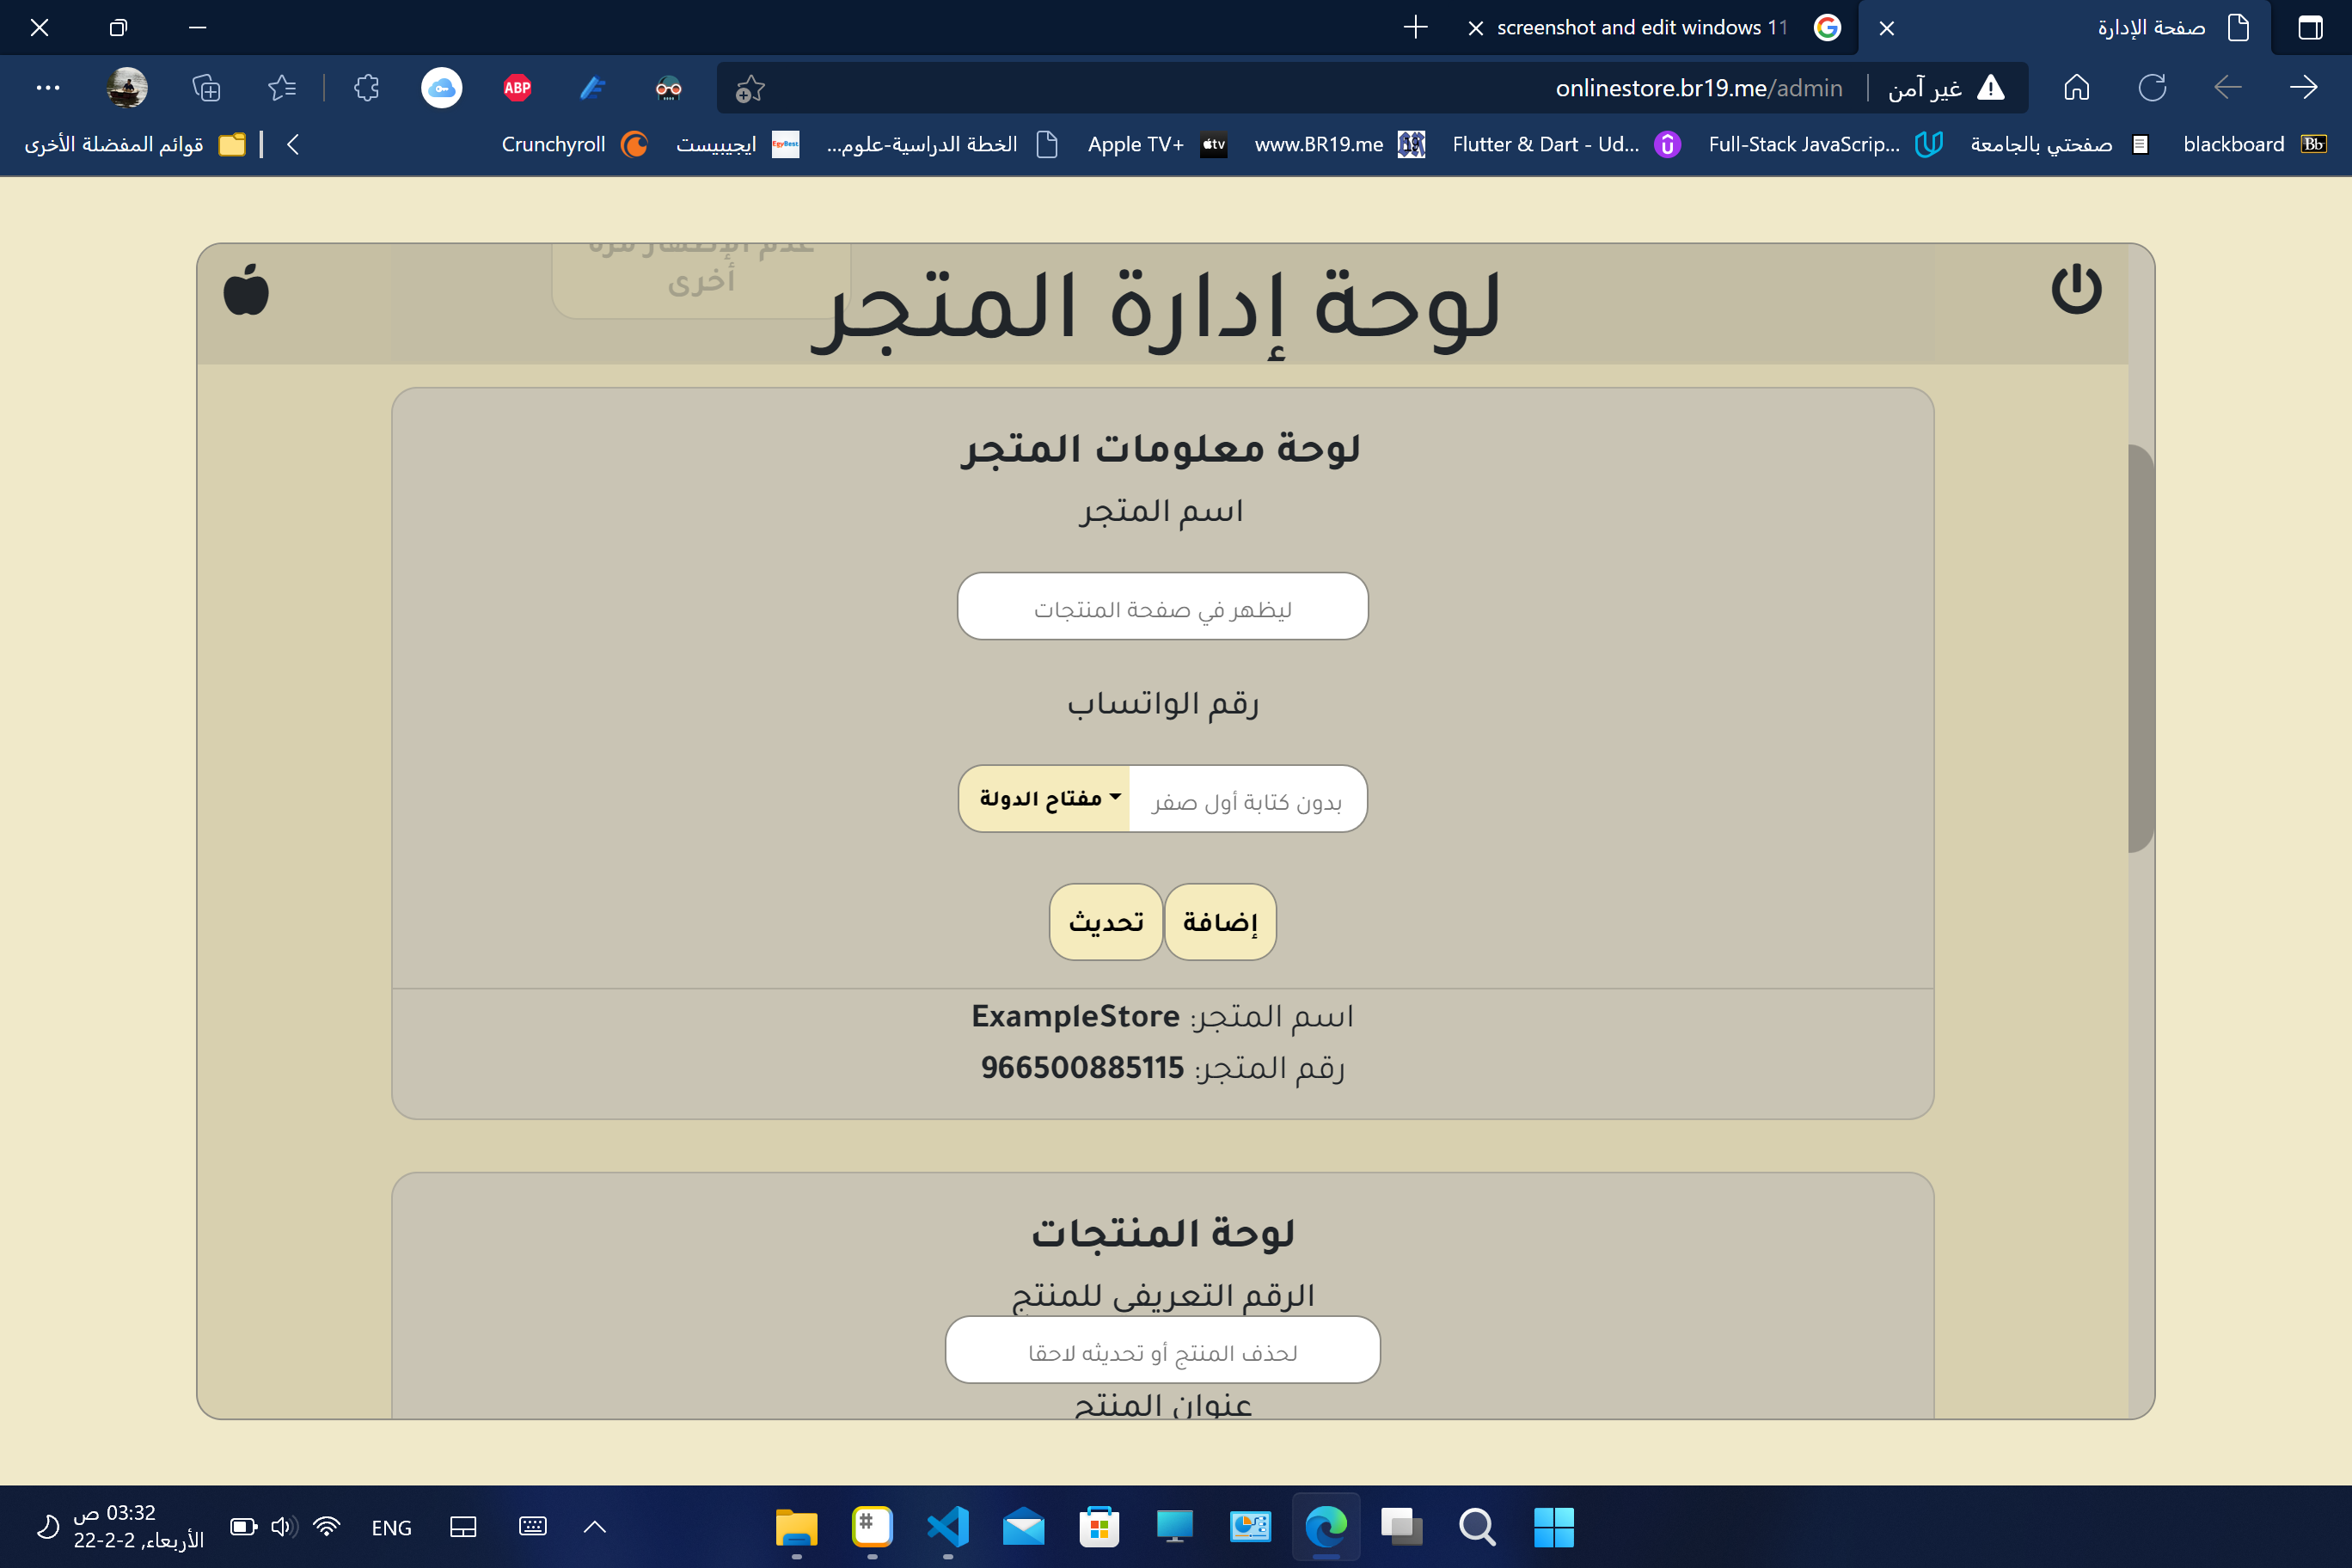 صفحة الإدارة
screenshot and edit windows 11
غير آمن
onlinestore.br19.me/admin
ABP
blackboard
صفحتي بالجامعة
Full-Stack JavaScrip...
Flutter & Dart - Ud...
www.BR19.me
Apple TV+
الخطة الدراسية-علوم...
ايجيبيست
Crunchyroll
قوائم المفضلة الأخرى
عدم الإظهار مرة
أخرى
لوحة إدارة المتجر
لوحة معلومات المتجر
اسم المتجر
ليظهر في صفحة المنتجات
رقم الواتساب
بدون كتابة أول صفر
مفتاح الدولة
إضافة
تحديث
اسم المتجر: ExampleStore
رقم المتجر: 966500885115
لوحة المنتجات
الرقم التعريفي للمنتج
لحذف المنتج أو تحديثه لاحقا
عنوان المنتج
ENG
03:32 ص
الأربعاء, 2-2-22